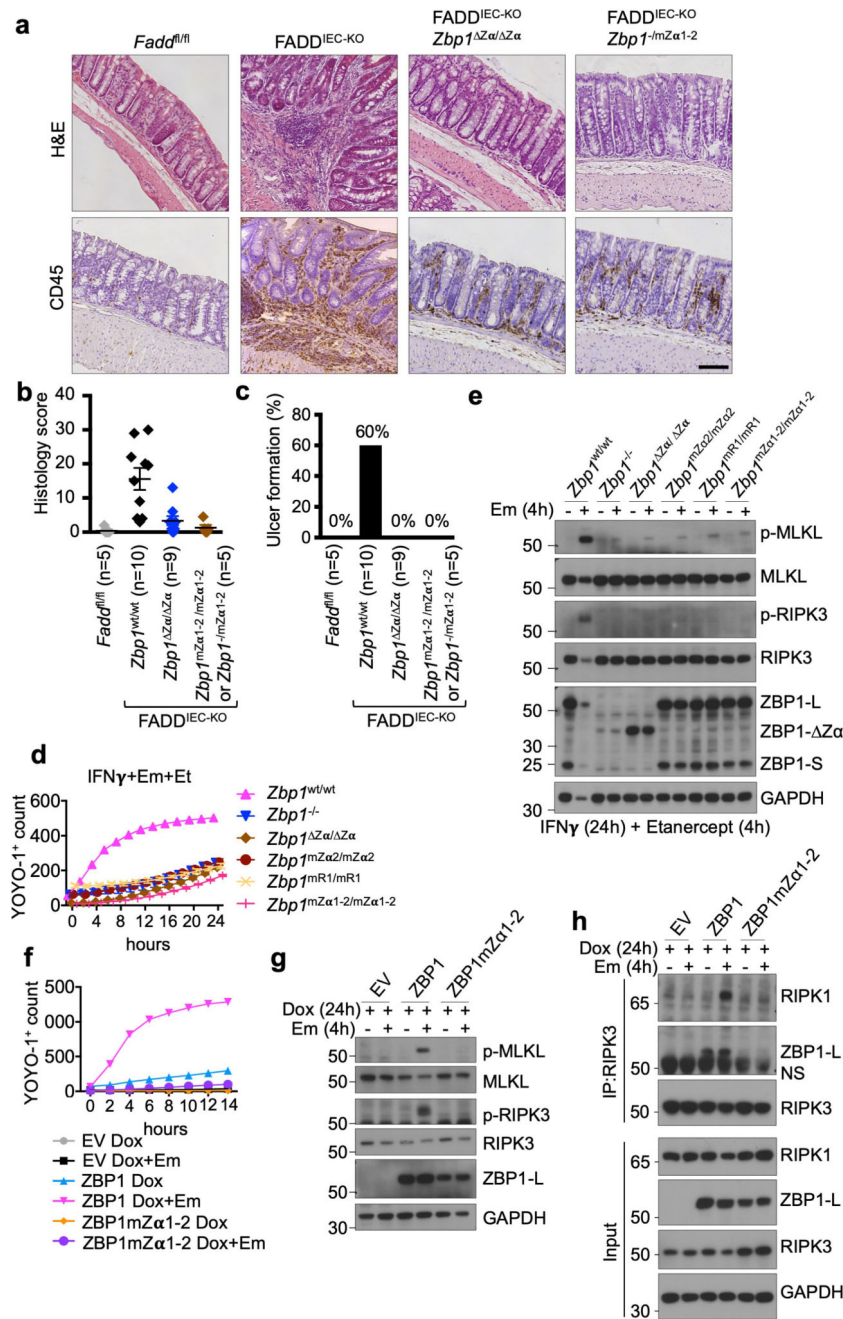 a
Fadd fl/fl
FADD IEC-KO
FADD IEC-KO
Zbp1 ΔZα/ΔZα
FADD IEC-KO
Zbp1 -/mZα1-2
H&E
CD45
b
Histology score
40
30
20
10
0
Fadd fl/fl (n=5)
Zbp1 wt/wt (n=10)
Zbp1 ΔZα/ΔZα (n=9)
Zbp1 mZα1-2 /mZα1-2
or Zbp1 -/mZα1-2 (n=5)
FADD IEC-KO
c
Ulcer formation (%)
80
60
40
20
0
0%
60%
0%
0%
Fadd fl/fl (n=5)
Zbp1 wt/wt (n=10)
Zbp1 ΔZα/ΔZα (n=9)
Zbp1 mZα1-2 /mZα1-2
or Zbp1 -/mZα1-2 (n=5)
FADD IEC-KO
d
IFNγ+Em+Et
YOYO-1+ count
600
400
200
0
0 4 8 12 16 20 24
hours
Zbp1 wt/wt
Zbp1 -/-
Zbp1 ΔZα/ΔZα
Zbp1 mZα2/mZα2
Zbp1 mR1/mR1
Zbp1 mZα1-2/mZα1-2
e
Zbp1 wt/wt
Zbp1 -/-
Zbp1 ΔZα/ ΔZα
Zbp1 mZα2/mZα2
Zbp1 mR1/mR1
Zbp1 mZα1-2/mZα1-2
Em (4h) - + - + - + - + - + - +
50 p-MLKL
50 MLKL
50 p-RIPK3
50 RIPK3
50 ZBP1-L
ZBP1-ΔZα
30
25 ZBP1-S
30 GAPDH
IFNγ (24h) + Etanercept (4h)
f
YOYO-1+ count
500
000
500
0
0 2 4 6 8 10 12 14
hours
EV Dox
EV Dox+Em
ZBP1 Dox
ZBP1 Dox+Em
ZBP1mZα1-2 Dox
ZBP1mZα1-2 Dox+Em
g
EV
ZBP1
ZBP1mZα1-2
Dox (24h) + + + + + +
Em (4h) - + - + - +
50 p-MLKL
50 MLKL
50 p-RIPK3
50 RIPK3
50 ZBP1-L
30 GAPDH
h
EV
ZBP1
ZBP1mZα1-2
Dox (24h) + + + + + +
Em (4h) - + - + - +
IP:RIPK3
65 RIPK1
ZBP1-L
50 NS
50 RIPK3
Input
65 RIPK1
50 ZBP1-L
50 RIPK3
30 GAPDH